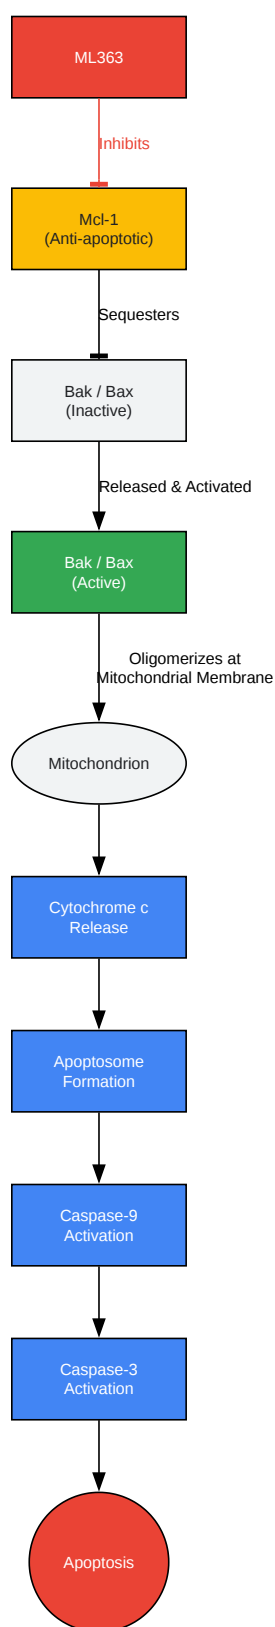 ML363
Inhibits
Mcl-1
(Anti-apoptotic)
Sequesters
Bak / Bax
(Inactive)
Released & Activated
Bak / Bax
(Active)
Oligomerizes at
Mitochondrial Membrane
Mitochondrion
Cytochrome c
Release
Apoptosome
Formation
Caspase-9
Activation
Caspase-3
Activation
Apoptosis